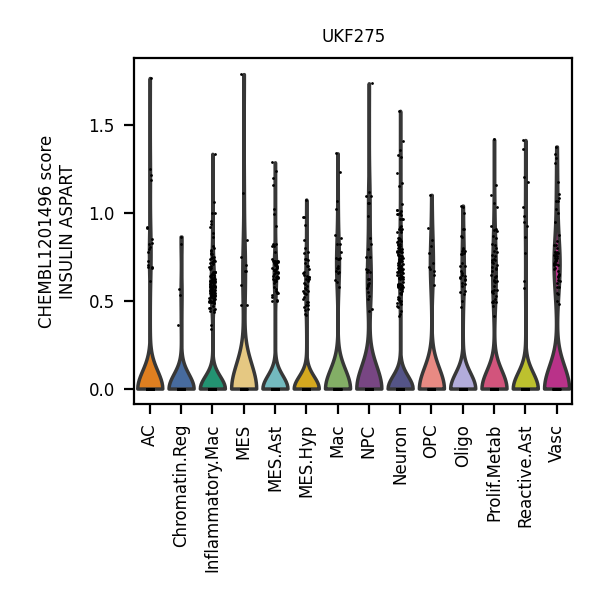 UKF275
CHEMBL1201496 score
INSULIN ASPART
1.5
1.0
0.5
0.0
AC
Chromatin.Reg
Inflammatory.Mac
MES
MES.Ast
MES.Hyp
Mac
NPC
Neuron
OPC
Oligo
Prolif.Metab
Reactive.Ast
Vasc